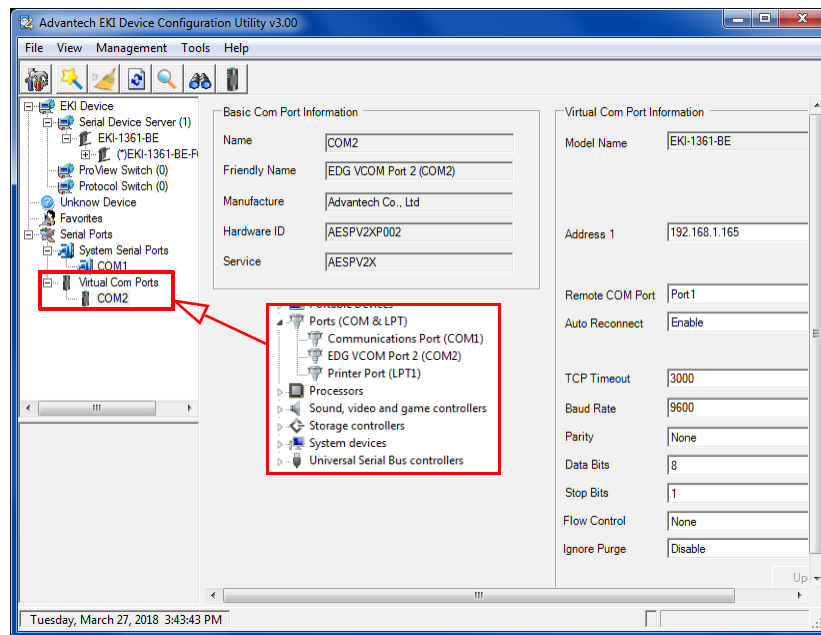 Advantech EKI Device Configuration Utility v3.00
File View Management Tools Help
EKI Device
Serial Device Server (1)
EKI-1361-BE
(*)EKI-1361-BE-F
ProView Switch (0)
Protocol Switch (0)
Unknow Device
Favorites
Serial Ports
System Serial Ports
COM1
Virtual Com Ports
COM2
Basic Com Port Information
Name COM2
Friendly Name EDG VCOM Port 2 (COM2)
Manufacture Advantech Co., Ltd
Hardware ID AESPV2XP002
Service AESPV2X
Ports (COM & LPT)
Communications Port (COM1)
EDG VCOM Port 2 (COM2)
Printer Port (LPT1)
Processors
Sound, video and game controllers
Storage controllers
System devices
Universal Serial Bus controllers
Virtual Com Port Information
Model Name EKI-1361-BE
Address 1 192.168.1.165
Remote COM Port Port1
Auto Reconnect Enable
TCP Timeout 3000
Baud Rate 9600
Parity None
Data Bits 8
Stop Bits 1
Flow Control None
Ignore Purge Disable
Up
Tuesday, March 27, 2018 3:43:43 PM